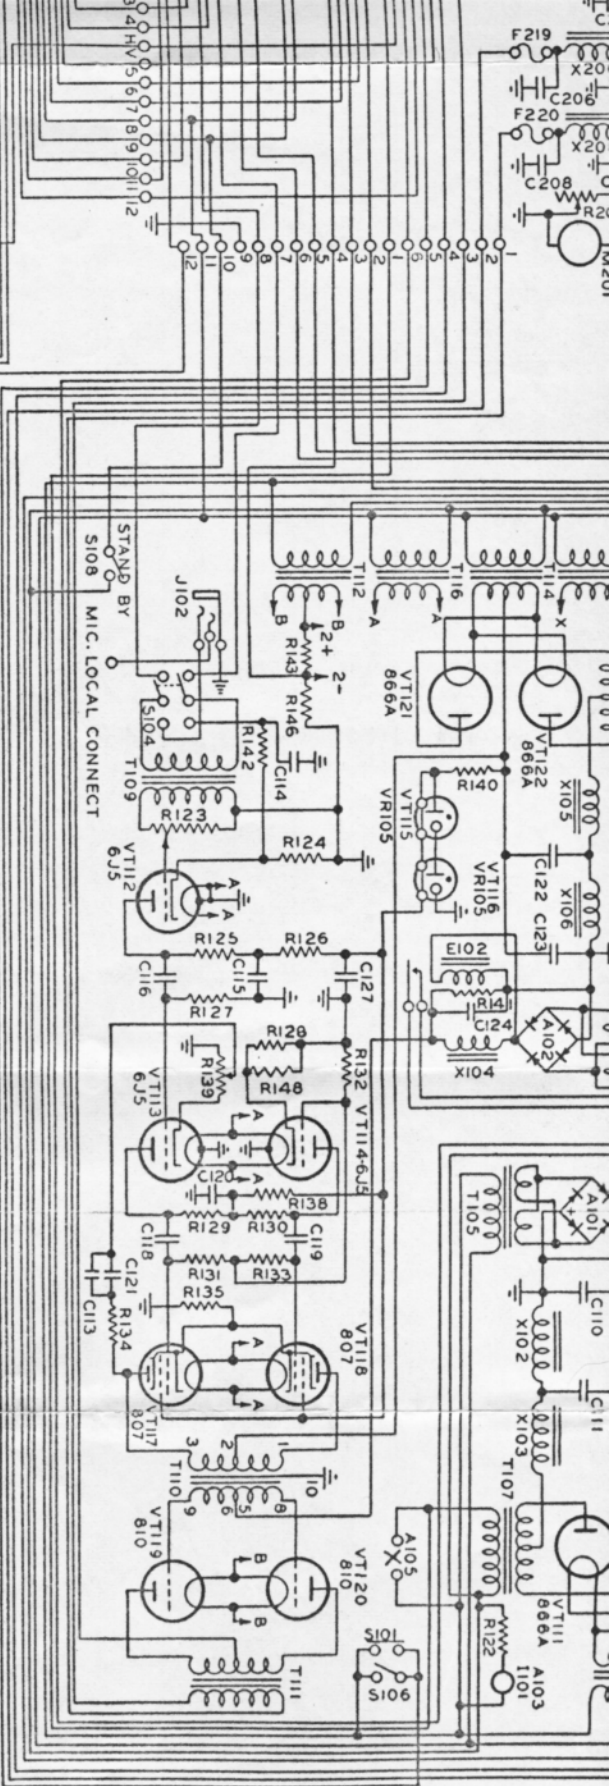 3
4
H
V
5
6
7
8
9
10
11
12
F219
C
X20
C206
F220
X20
C208
R20
M201
12
11
10
9
8
7
6
5
4
3
2
1
6
5
4
3
2
1
STAND BY
S108
J102
MIC. LOCAL CONNECT
S104
T109
R142
C114
T112
B
B
R143
2+
2-
R146
T116
A
A
T114
X
VT121
866A
VT122
866A
R140
VT115
VR105
VT116
VR105
X105
C122
X106
C123
R123
R124
VT112
6J5
A
A
R125
R126
C116
C115
C127
R127
E102
R141
C124
X104
A102
R128
R148
R132
R139
VT113
6J5
A
A
VT114-6J5
C120
R138
R129
R130
C118
C119
R131
R133
R135
C121
C113
R134
VT118
807
A
A
VT117
807
T105
A101
C110
X102
C111
X103
3
2
1
T110
10
9
6
5
8
VT119
810
VT120
810
B
B
T111
T107
A105
X
VT111
866A
R122
A103
I101
S101
S106